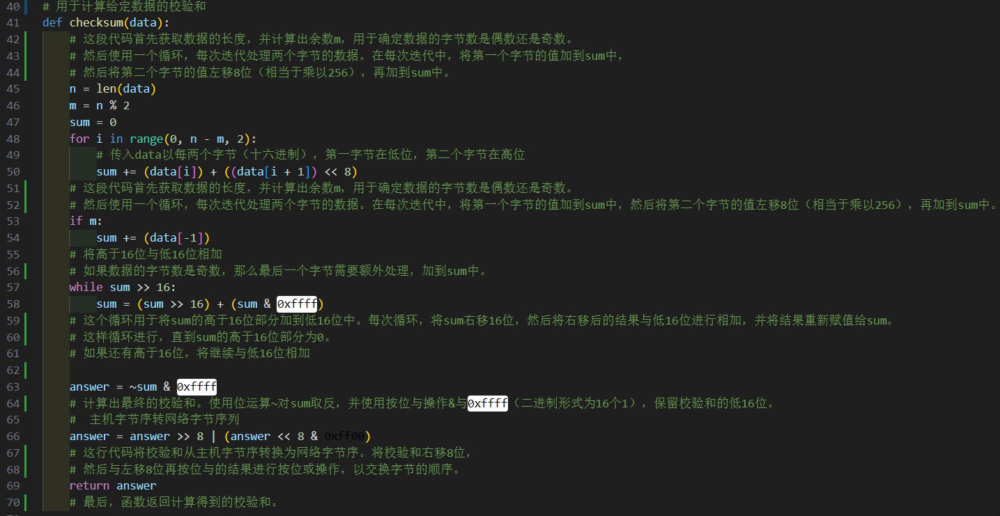 40 # 用于计算给定数据的校验和
41 def checksum(data):
42 # 这段代码首先获取数据的长度，并计算出余数m，用于确定数据的字节数是偶数还是奇数。
43 # 然后使用一个循环，每次迭代处理两个字节的数据。在每次迭代中，将第一个字节的值加到sum中，
44 # 然后将第二个字节的值左移8位（相当于乘以256），再加到sum中。
45 n = len(data)
46 m = n % 2
47 sum = 0
48 for i in range(0, n - m, 2):
49 # 传入data以每两个字节（十六进制），第一字节在低位，第二个字节在高位
50 sum += (data[i]) + ((data[i + 1]) << 8)
51 # 这段代码首先获取数据的长度，并计算出余数m，用于确定数据的字节数是偶数还是奇数。
52 # 然后使用一个循环，每次迭代处理两个字节的数据。在每次迭代中，将第一个字节的值加到sum中，然后将第二个字节的值左移8位（相当于乘以256），再加到sum中。
53 if m:
54 sum += (data[-1])
55 # 将高于16位与低16位相加
56 # 如果数据的字节数是奇数，那么最后一个字节需要额外处理，加到sum中。
57 while sum >> 16:
58 sum = (sum >> 16) + (sum & 0xffff)
59 # 这个循环用于将sum的高于16位部分加到低16位中。每次循环，将sum右移16位，然后将右移后的结果与低16位进行相加，并将结果重新赋值给sum。
60 # 这样循环进行，直到sum的高于16位部分为0。
61 # 如果还有高于16位，将继续与低16位相加
62
63 answer = ~sum & 0xffff
64 # 计算出最终的校验和。使用位运算~对sum取反，并使用按位与操作&与0xffff（二进制形式为16个1），保留校验和的低16位。
65 #  主机字节序转网络字节序列
66 answer = answer >> 8 | (answer << 8 & 0xff00)
67 # 这行代码将校验和从主机字节序转换为网络字节序。将校验和右移8位，
68 # 然后与左移8位再按位与的结果进行按位或操作，以交换字节的顺序。
69 return answer
70 # 最后，函数返回计算得到的校验和。